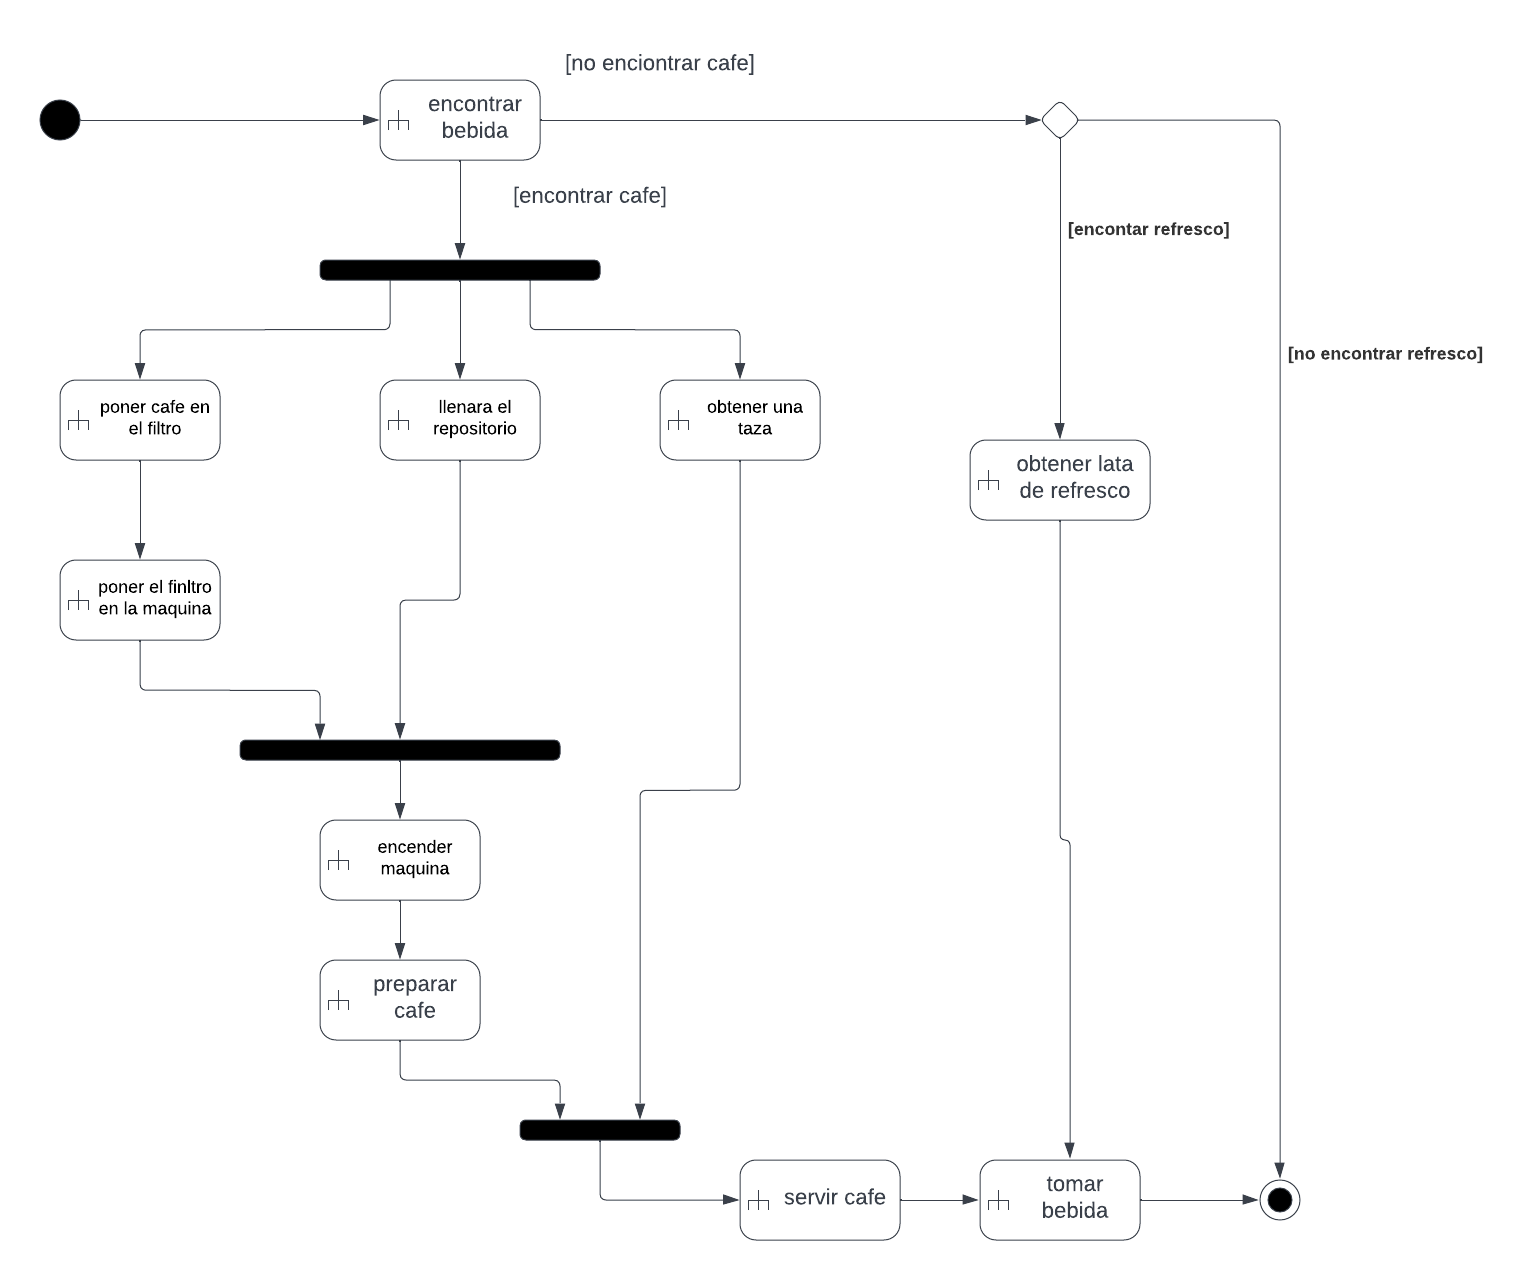 [no enciontrar cafe]
encontrar
bebida
[encontrar cafe]
[encontar refresco]
[no encontrar refresco]
poner cafe en
el filtro
llenara el
repositorio
obtener una
taza
obtener lata
de refresco
poner el finltro
en la maquina
encender
maquina
preparar
cafe
servir cafe
tomar
bebida